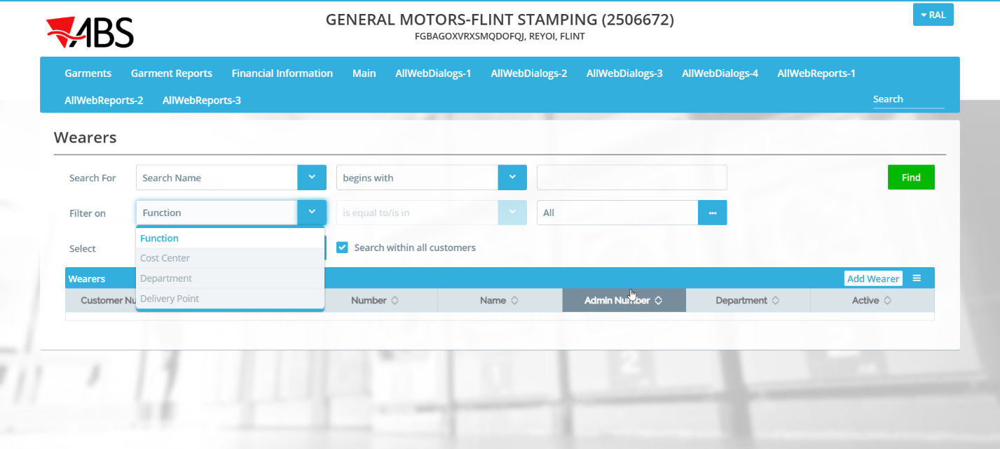 ABS
GENERAL MOTORS-FLINT STAMPING (2506672)
FGBAGOXVRXSMQDOFQJ, REYOI, FLINT
RAL
Garments Garment Reports Financial Information Main AllWebDialogs-1 AllWebDialogs-2 AllWebDialogs-3 AllWebDialogs-4 AllWebReports-1
AllWebReports-2 AllWebReports-3 Search
Wearers
Search For Search Name begins with Find
Filter on Function is equal to/is in All ...
Function
Select Search within all customers
Cost Center
Department
Delivery Point
Wearers Add Wearer
Customer Nu Number Name Admin Number Department Active